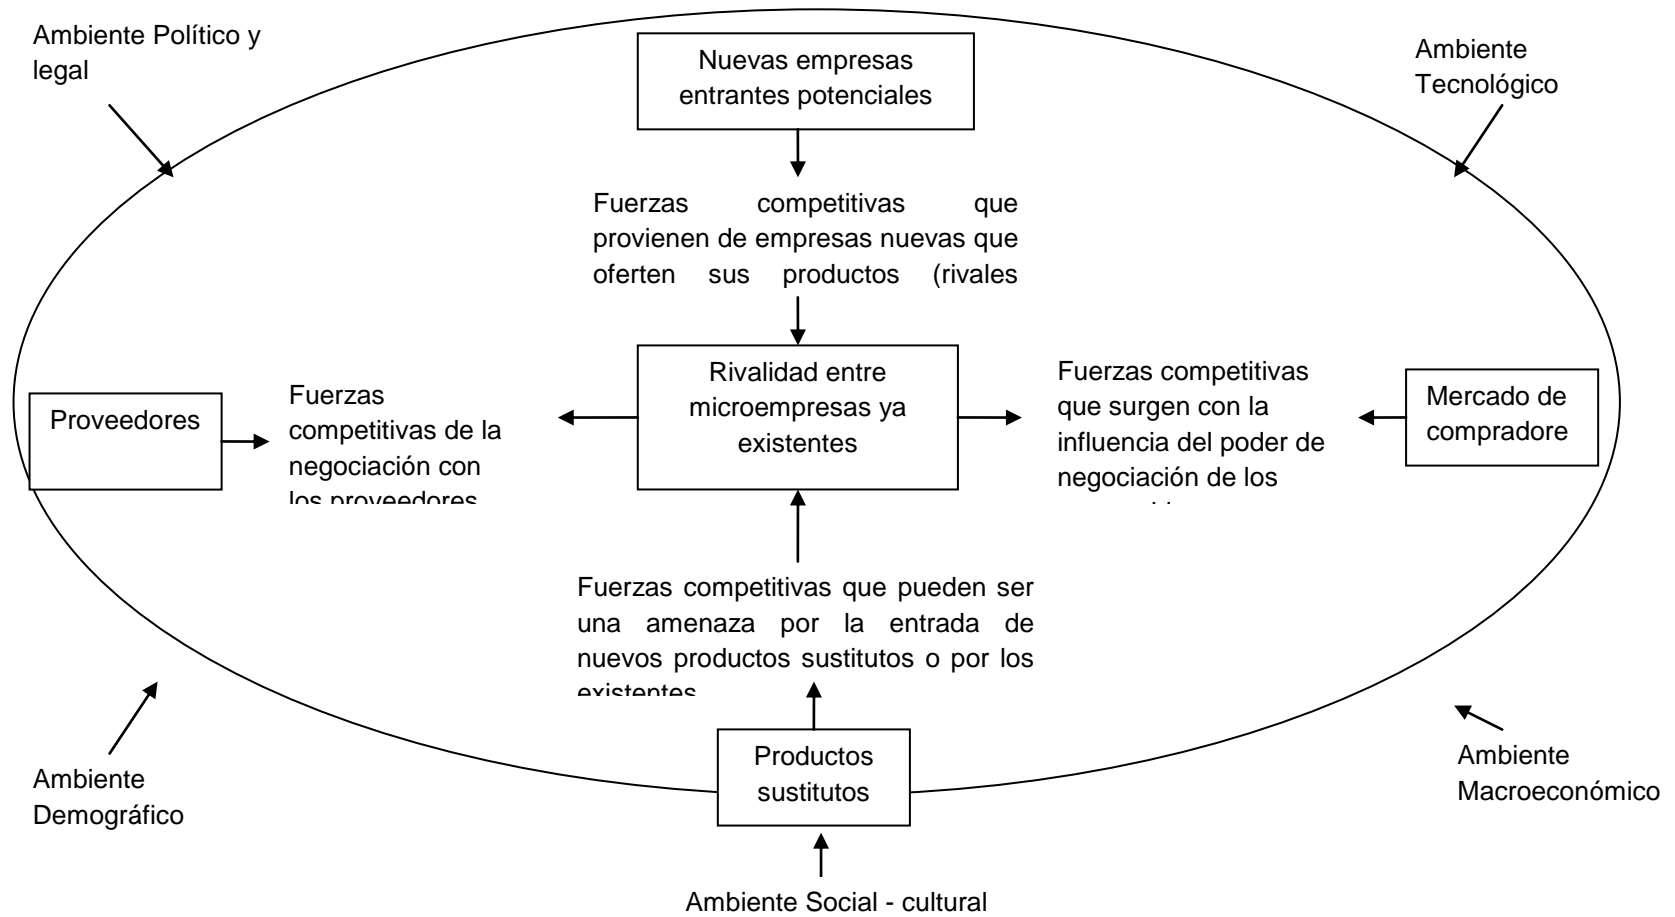 Ambiente Político y
legal
Nuevas empresas
entrantes potenciales
Ambiente
Tecnológico
Fuerzas competitivas que
provienen de empresas nuevas que
oferten sus productos (rivales
Proveedores
Fuerzas
competitivas de la
negociación con
los proveedores
Rivalidad entre
microempresas ya
existentes
Fuerzas competitivas
que surgen con la
influencia del poder de
negociación de los
Mercado de
compradore
Fuerzas competitivas que pueden ser
una amenaza por la entrada de
nuevos productos sustitutos o por los
existentes
Productos
sustitutos
Ambiente
Demográfico
Ambiente
Macroeconómico
Ambiente Social - cultural